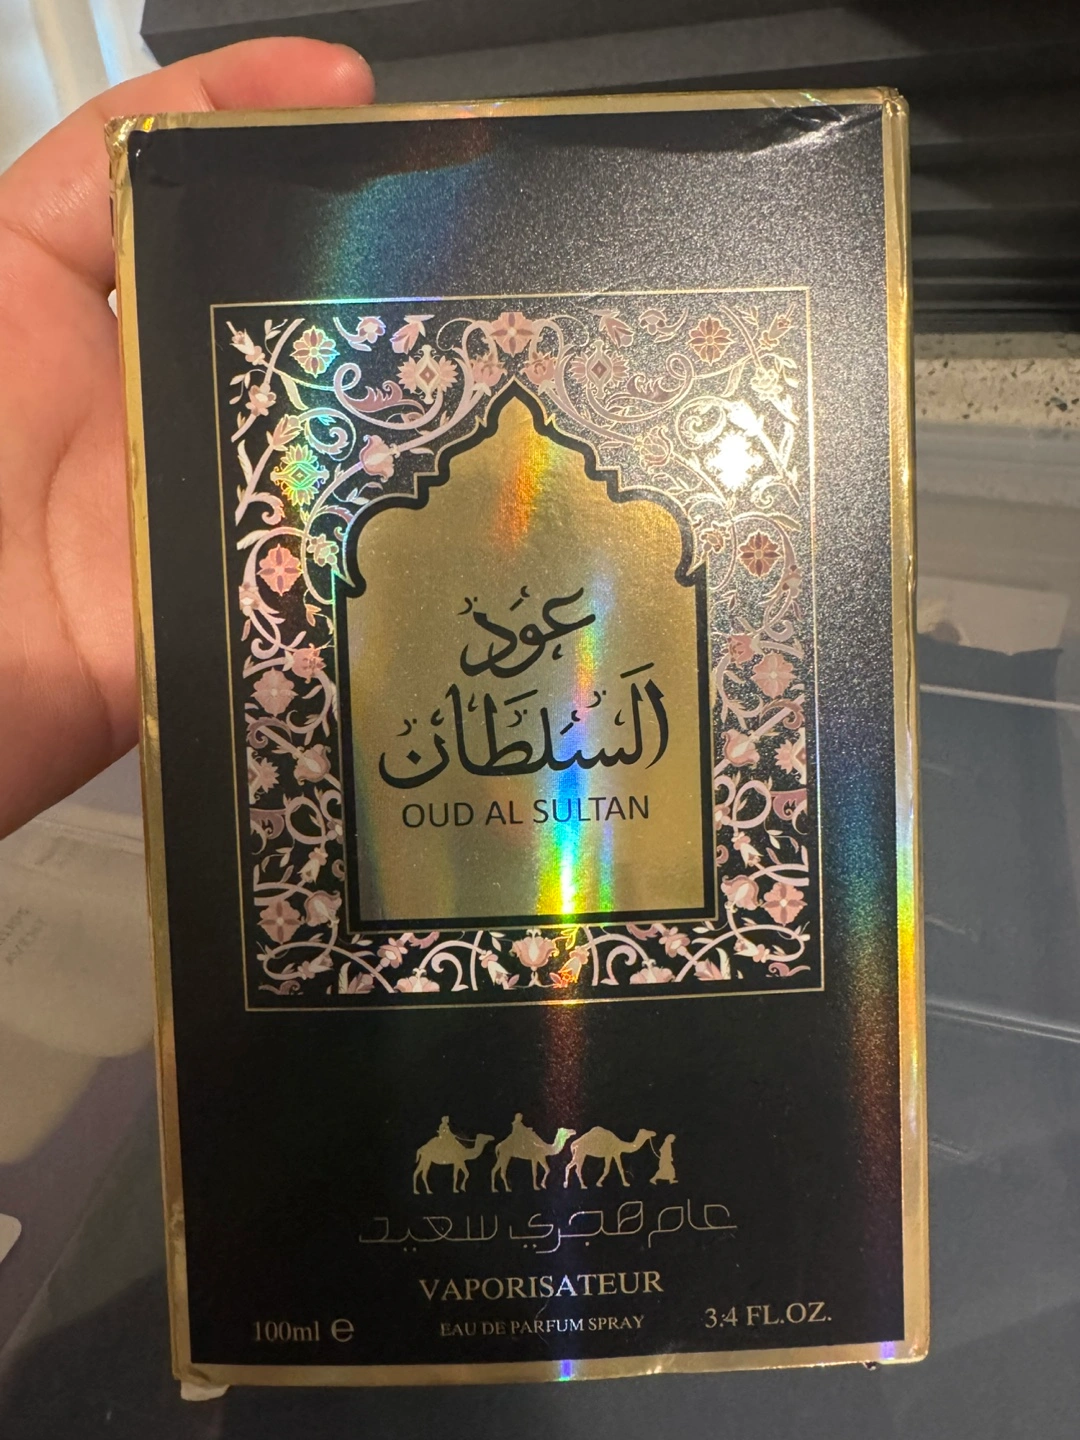 عود
السلطان
OUD AL SULTAN
عام هجري سعيد
VAPORISATEUR
100ml e
EAU DE PARFUM SPRAY
3.4 FL.OZ.